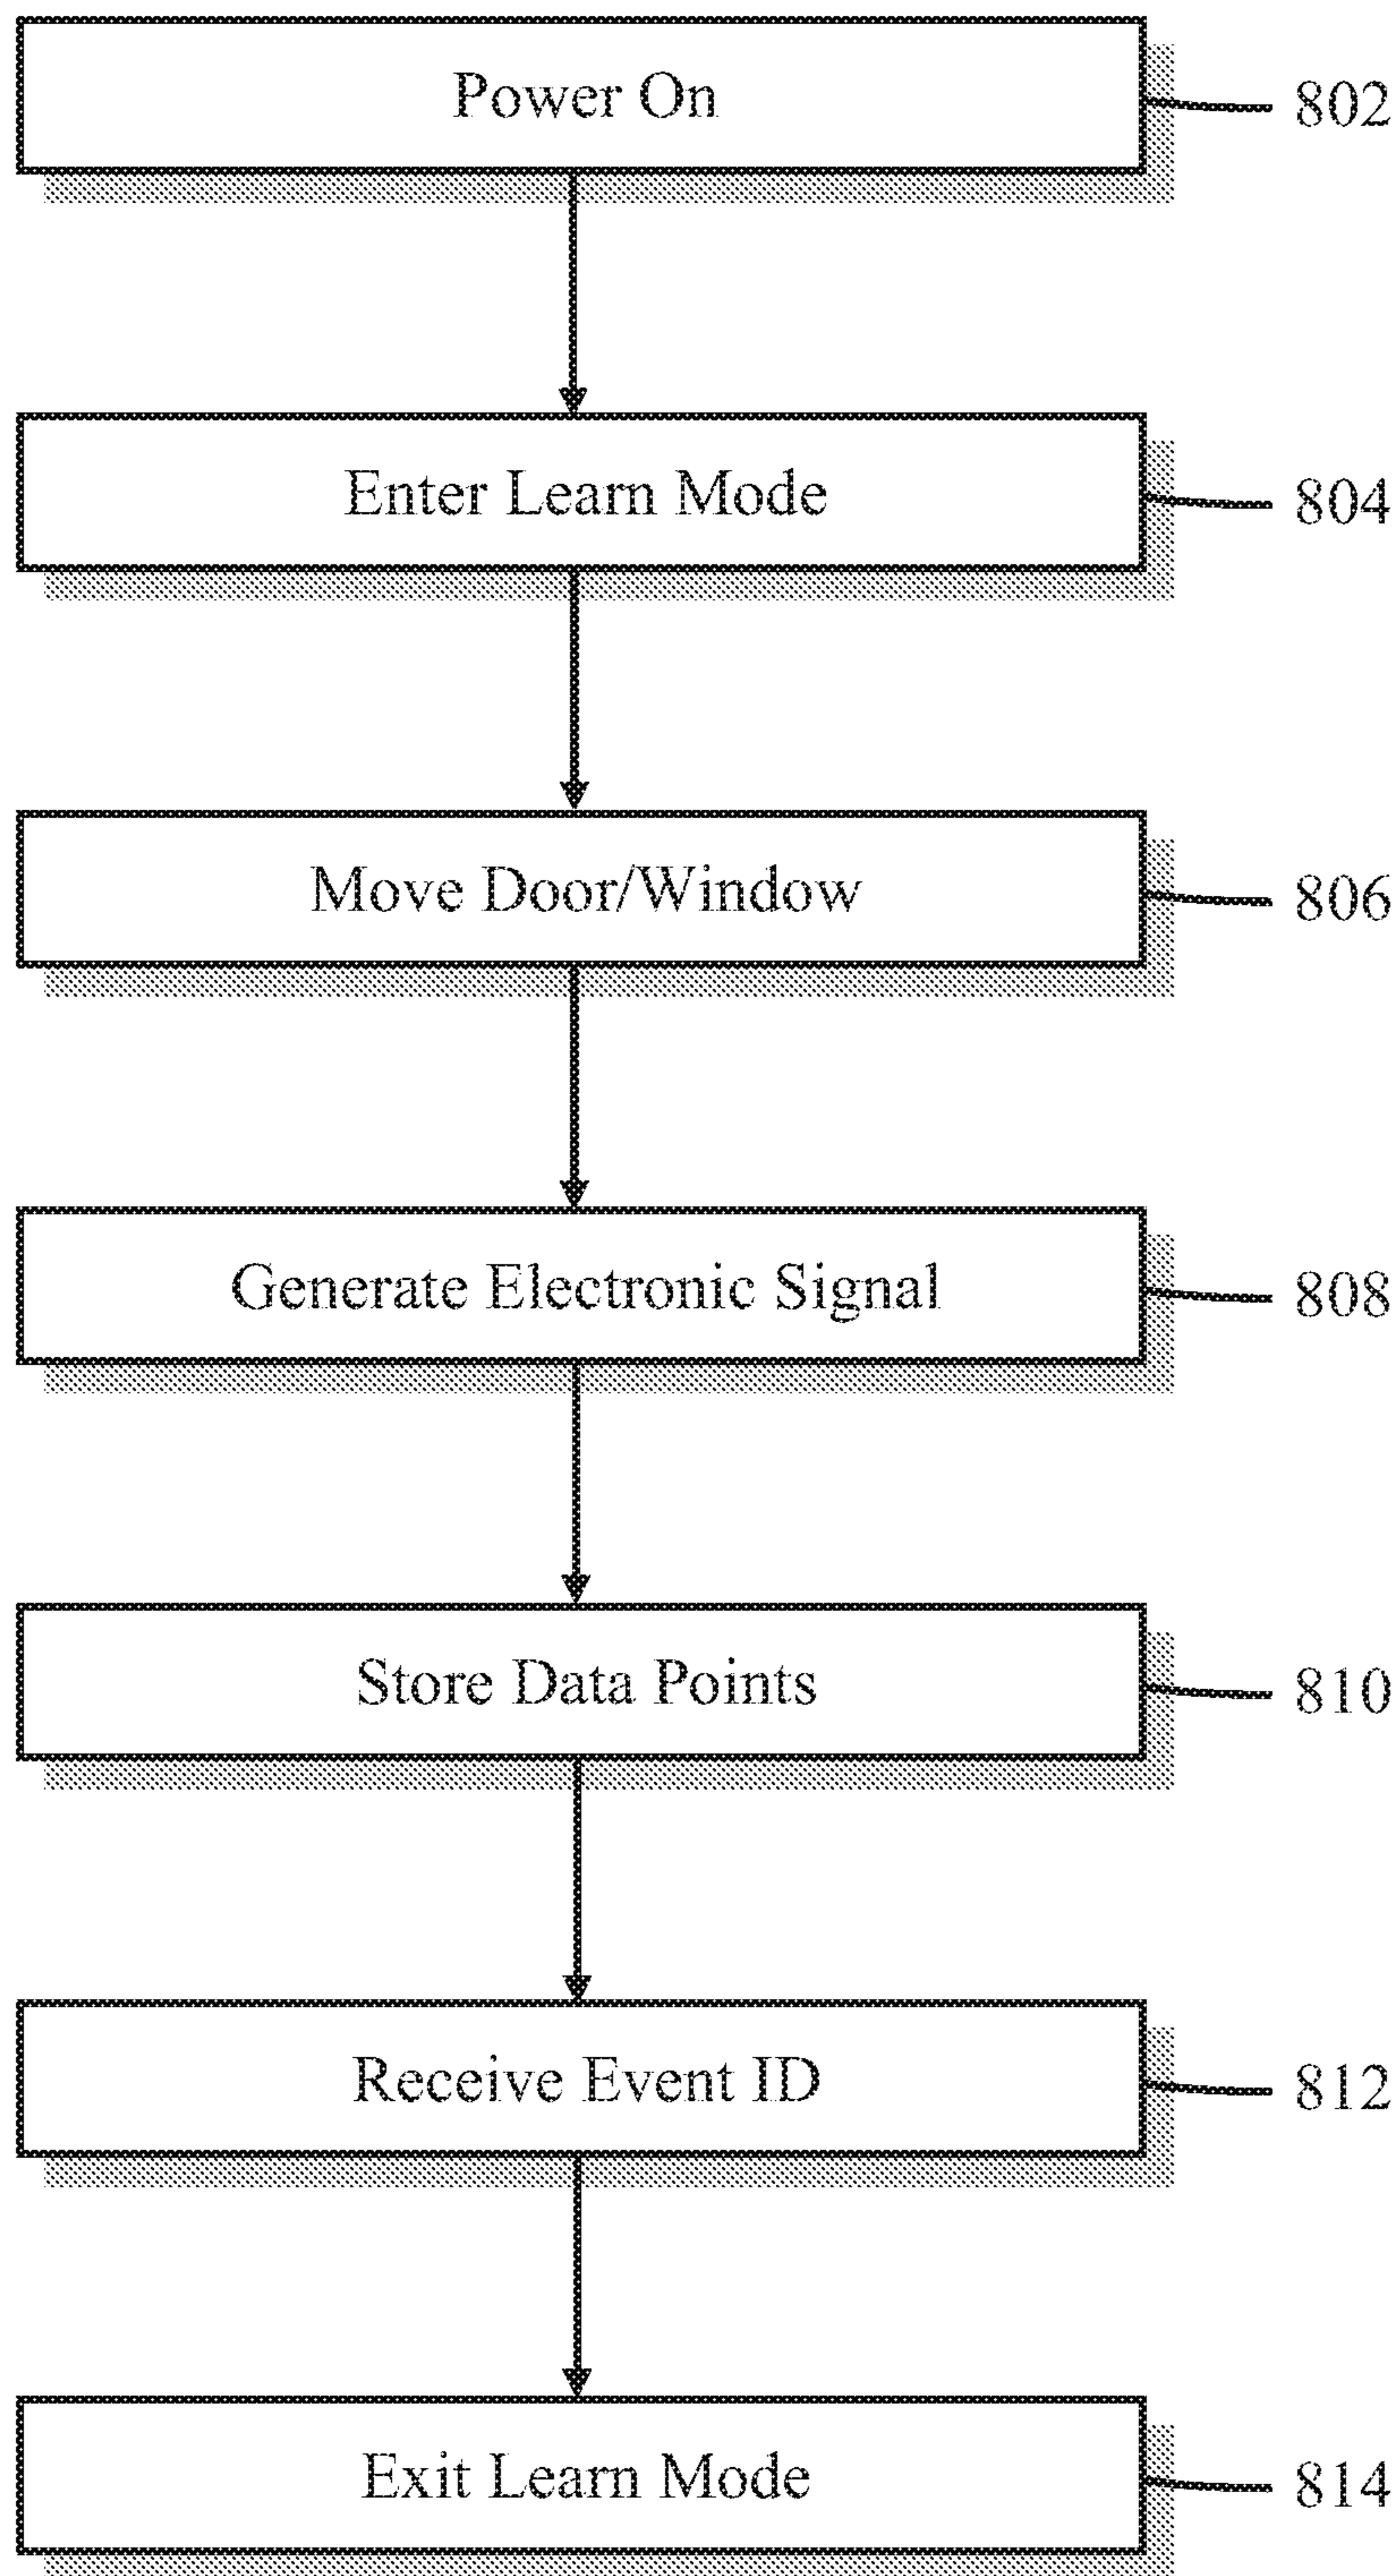 Power On
802
Enter Learn Mode
804
Move Door/Window
806
Generate Electronic Signal
808
Store Data Points
810
Receive Event ID
812
Exit Learn Mode
814